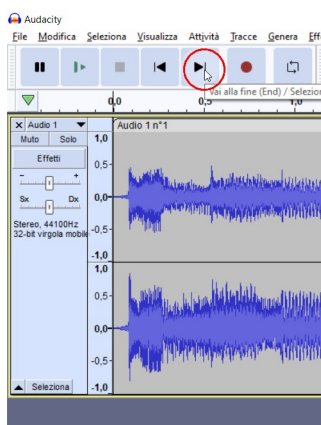 Audacity
File Modifica Seleziona Visualizza Attività Tracce Genera
0,0 0,5 1,0
Vai alla fine (End) / Selezion
Audio 1 Audio 1 n°1
Muto Solo
Effetti
- +
Sx Dx
Stereo, 44100Hz
32-bit virgola mobile
1,0
0,5-
0,0-
-0,5-
-1,0
1,0
0,5-
0,0-
-0,5-
-1,0
Seleziona